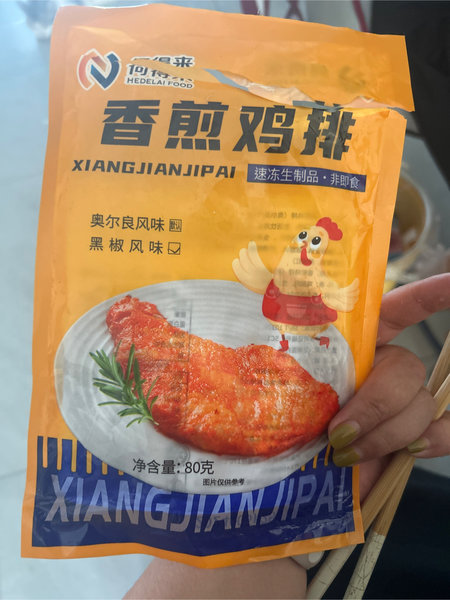 何得来
HEDELAI FOOD
香煎鸡排
XIANGJIANJIPAI
速冻生制品·非即食
奥尔良风味
黑椒风味
净含量:80克
图片仅供参考
XIANGJIANJIPAI